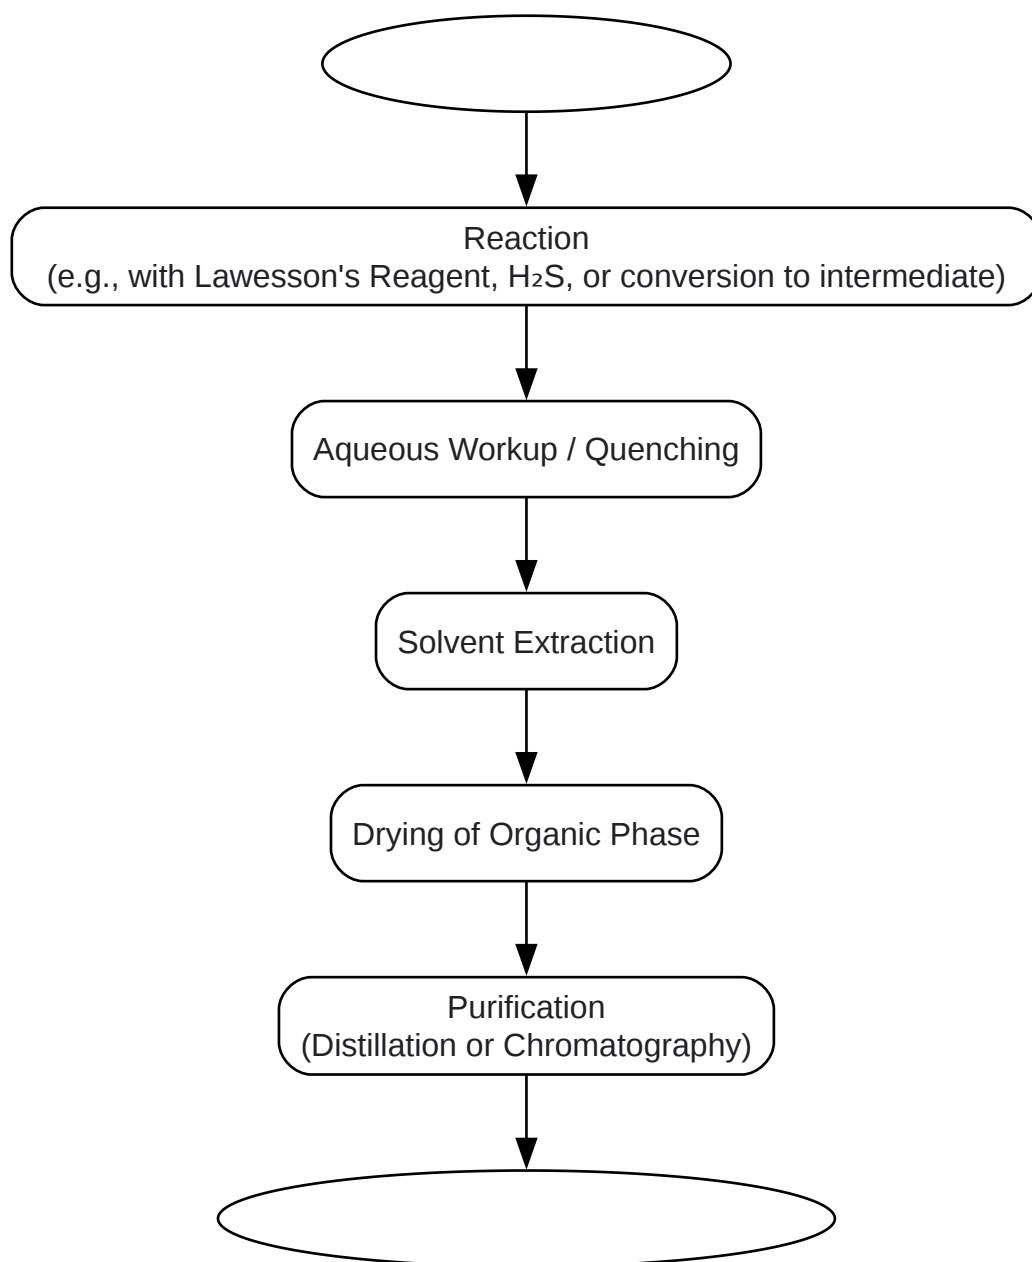 Reaction
(e.g., with Lawesson's Reagent, H₂S, or conversion to intermediate)
Aqueous Workup / Quenching
Solvent Extraction
Drying of Organic Phase
Purification
(Distillation or Chromatography)